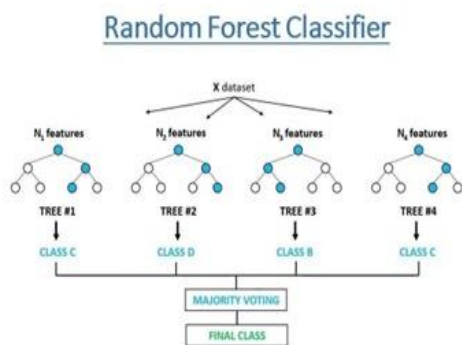 Random Forest Classifier
X dataset
N₁ features N₂ features N₃ features N₄ features
TREE #1 TREE #2 TREE #3 TREE #4
CLASS C CLASS D CLASS B CLASS C
MAJORITY VOTING
FINAL CLASS